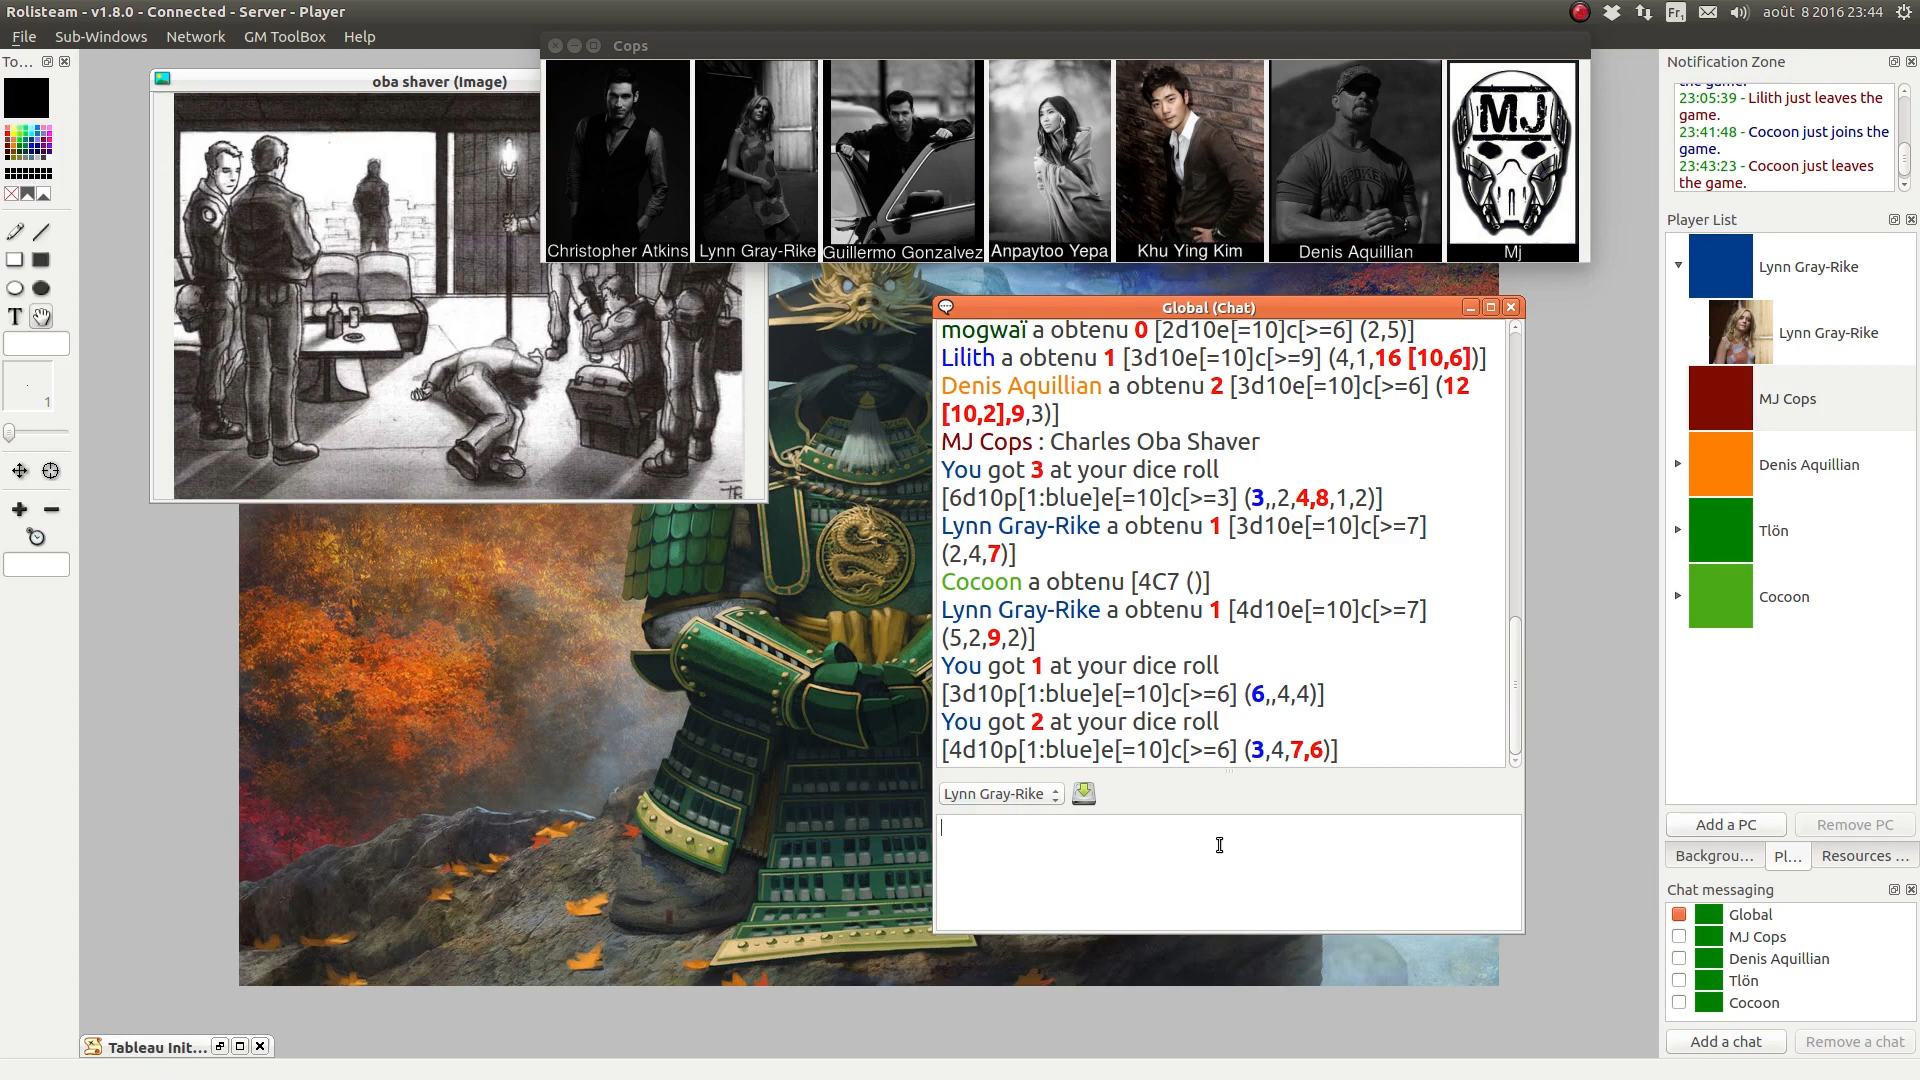 Rolisteam - v1.8.0 - Connected - Server - Player
Fr1
août 8 2016 23:44
File Sub-Windows Network GM ToolBox Help
To...
1
oba shaver (Image)
Cops
Christopher Atkins
Lynn Gray-Rike
Guillermo Gonzalvez
Anpaytoo Yepa
Khu Ying Kim
Denis Aquillian
MJ
Mj
Global (Chat)
mogwaï a obtenu 0 [2d10e[=10]c[>=6] (2,5)]
Lilith a obtenu 1 [3d10e[=10]c[>=9] (4,1,16 [10,6])]
Denis Aquillian a obtenu 2 [3d10e[=10]c[>=6] (12
[10,2],9,3)]
MJ Cops : Charles Oba Shaver
You got 3 at your dice roll
[6d10p[1:blue]e[=10]c[>=3] (3,,2,4,8,1,2)]
Lynn Gray-Rike a obtenu 1 [3d10e[=10]c[>=7]
(2,4,7)]
Cocoon a obtenu [4C7 ()]
Lynn Gray-Rike a obtenu 1 [4d10e[=10]c[>=7]
(5,2,9,2)]
You got 1 at your dice roll
[3d10p[1:blue]e[=10]c[>=6] (6,,4,4)]
You got 2 at your dice roll
[4d10p[1:blue]e[=10]c[>=6] (3,4,7,6)]
Lynn Gray-Rike
Tableau Init...
Notification Zone
the game.
23:05:39 - Lilith just leaves the
game.
23:41:48 - Cocoon just joins the
game.
23:43:23 - Cocoon just leaves
the game.
Player List
Lynn Gray-Rike
Lynn Gray-Rike
MJ Cops
Denis Aquillian
Tlön
Cocoon
Add a PC Remove PC
Backgrou... Pl... Resources ...
Chat messaging
Global
MJ Cops
Denis Aquillian
Tlön
Cocoon
Add a chat Remove a chat